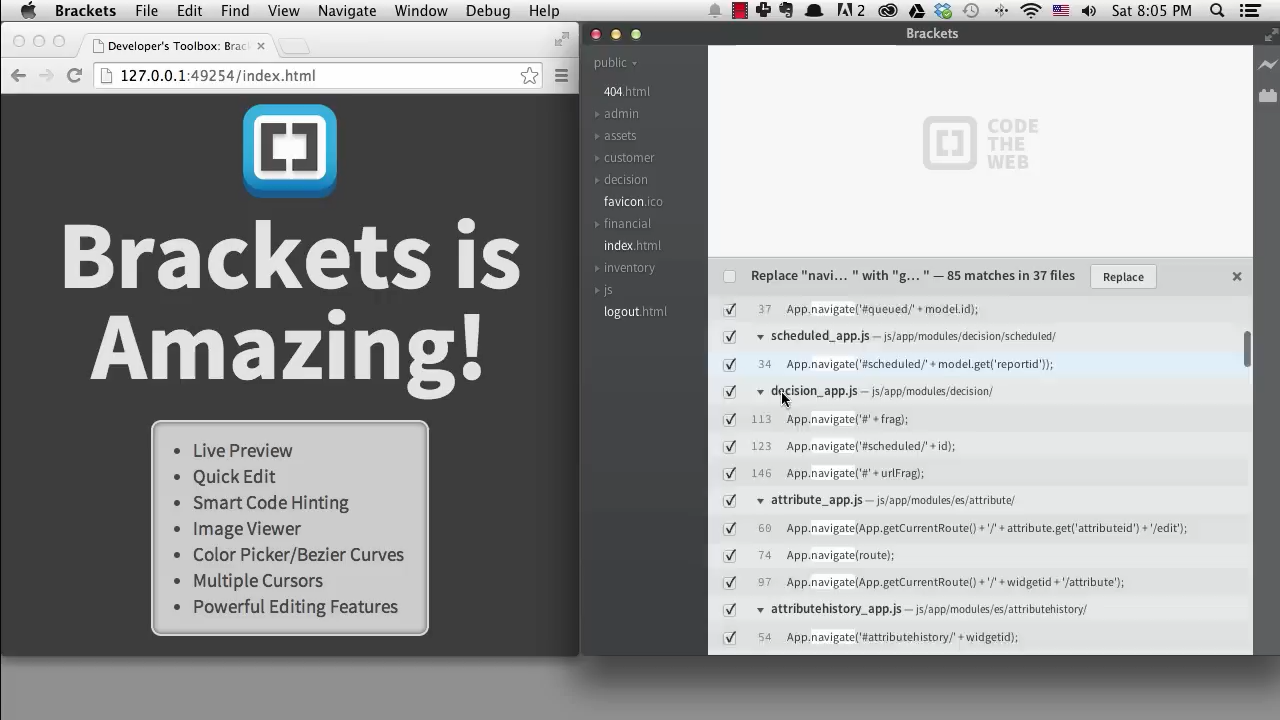 Brackets File Edit Find View Navigate Window Debug Help 2 Sat 8:05 PM
Developer's Toolbox: Brac
127.0.0.1:49254/index.html
Brackets is
Amazing!
Live Preview
Quick Edit
Smart Code Hinting
Image Viewer
Color Picker/Bezier Curves
Multiple Cursors
Powerful Editing Features
Brackets
public
404.html
admin
assets
customer
decision
favicon.ico
financial
index.html
inventory
js
logout.html
CODE
THE
WEB
Replace "navi… " with "g… " — 85 matches in 37 files Replace
37 App.navigate('#queued/' + model.id);
scheduled_app.js — js/app/modules/decision/scheduled/
34 App.navigate('#scheduled/' + model.get('reportid'));
decision_app.js — js/app/modules/decision/
113 App.navigate('#' + frag);
123 App.navigate('#scheduled/' + id);
146 App.navigate('#' + urlFrag);
attribute_app.js — js/app/modules/es/attribute/
60 App.navigate(App.getCurrentRoute() + '/' + attribute.get('attributeid') + '/edit');
74 App.navigate(route);
97 App.navigate(App.getCurrentRoute() + '/' + widgetid + '/attribute');
attributehistory_app.js — js/app/modules/es/attributehistory/
54 App.navigate('#attributehistory/' + widgetid);